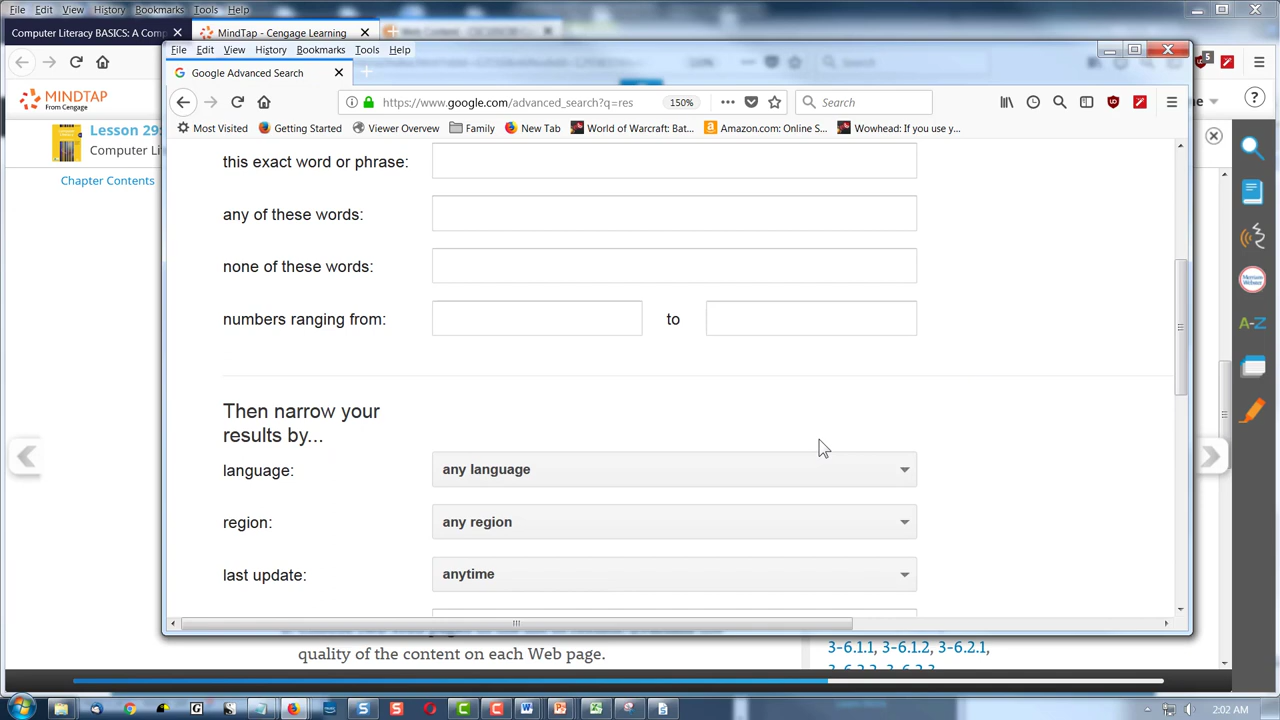 File Edit View History Bookmarks Tools Help
Computer Literacy BASICS: A Comp MindTap - Cengage Learning
File Edit View History Bookmarks Tools Help
Google Advanced Search
https://www.google.com/advanced_search?q=res 150% Search
Most Visited Getting Started Viewer Overvew Family New Tab World of Warcraft: Bat... Amazon Online S... Wowhead: If you use y...
MINDTAP
From Cengage
Lesson 29:
Computer Li
Chapter Contents
this exact word or phrase:
any of these words:
none of these words:
numbers ranging from: to
Then narrow your
results by...
language: any language
region: any region
last update: anytime
quality of the content on each Web page.
3-6.1.1, 3-6.1.2, 3-6.2.1,
A-Z
5
2:02 AM